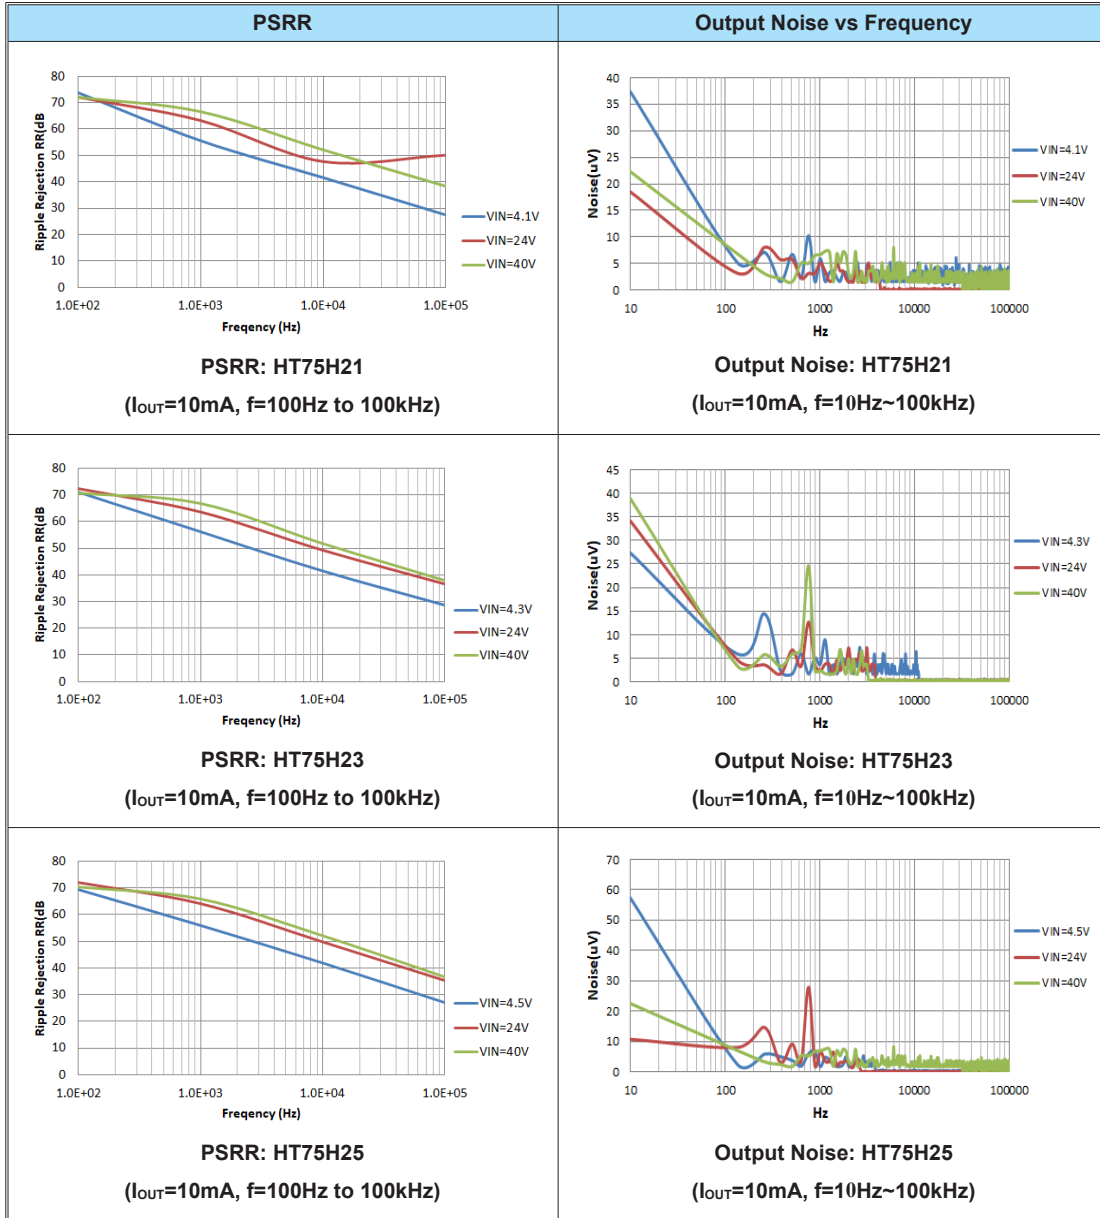 PSRR
Output Noise vs Frequency
Ripple Rejection RR(dB
80
70
60
50
40
30
20
10
0
1.0E+02 1.0E+03 1.0E+04 1.0E+05
Freqency (Hz)
VIN=4.1V
VIN=24V
VIN=40V
PSRR: HT75H21
(IOUT=10mA, f=100Hz to 100kHz)
Noise(uV)
40
35
30
25
20
15
10
5
0
10 100 1000 10000 100000
Hz
VIN=4.1V
VIN=24V
VIN=40V
Output Noise: HT75H21
(IOUT=10mA, f=10Hz~100kHz)
Ripple Rejection RR(dB
80
70
60
50
40
30
20
10
0
1.0E+02 1.0E+03 1.0E+04 1.0E+05
Freqency (Hz)
VIN=4.3V
VIN=24V
VIN=40V
PSRR: HT75H23
(IOUT=10mA, f=100Hz to 100kHz)
Noise(uV)
45
40
35
30
25
20
15
10
5
0
10 100 1000 10000 100000
Hz
VIN=4.3V
VIN=24V
VIN=40V
Output Noise: HT75H23
(IOUT=10mA, f=10Hz~100kHz)
Ripple Rejection RR(dB
80
70
60
50
40
30
20
10
0
1.0E+02 1.0E+03 1.0E+04 1.0E+05
Freqency (Hz)
VIN=4.5V
VIN=24V
VIN=40V
PSRR: HT75H25
(IOUT=10mA, f=100Hz to 100kHz)
Noise(uV)
70
60
50
40
30
20
10
0
10 100 1000 10000 100000
Hz
VIN=4.5V
VIN=24V
VIN=40V
Output Noise: HT75H25
(IOUT=10mA, f=10Hz~100kHz)